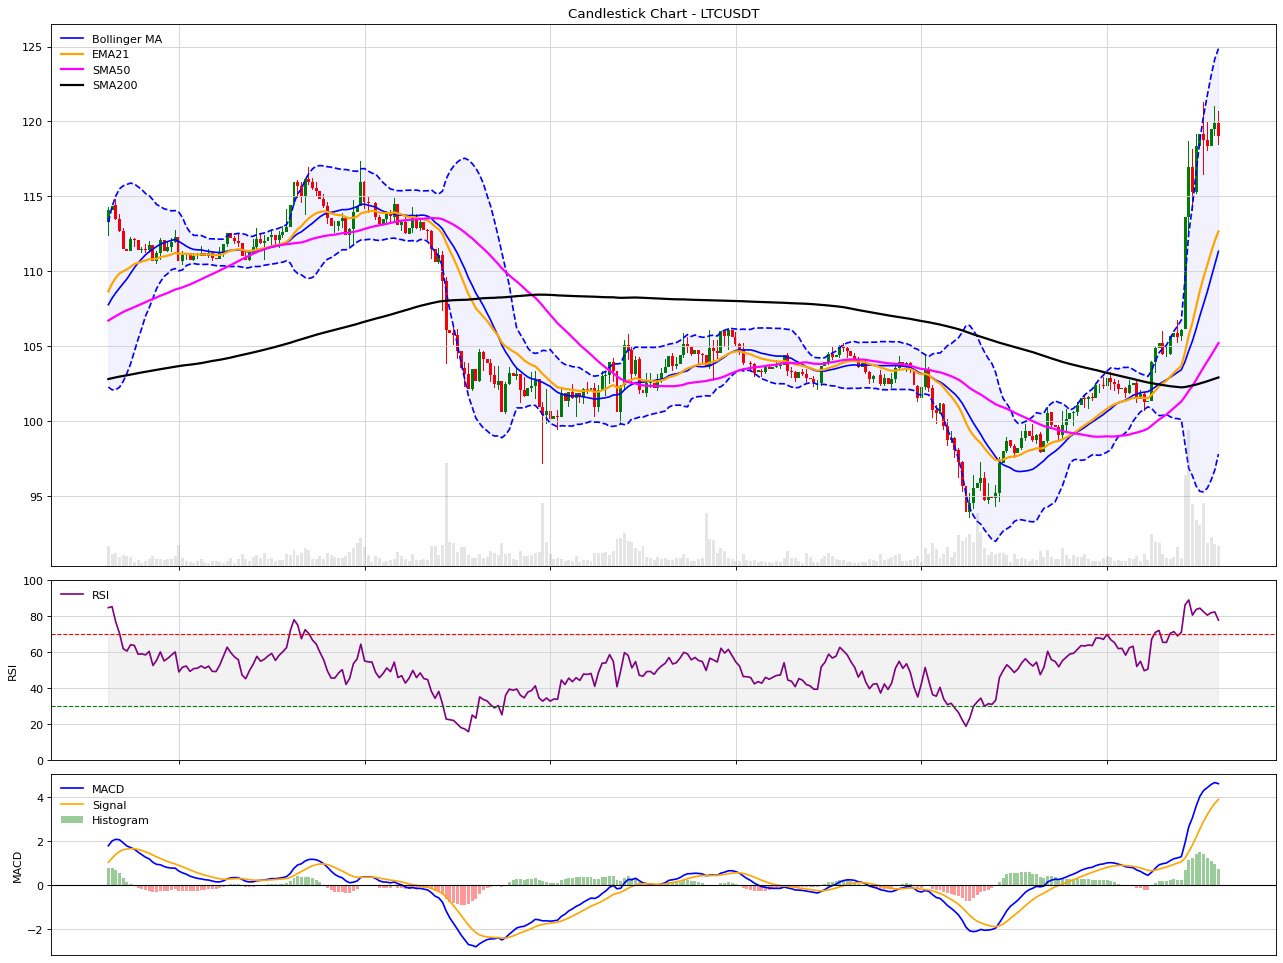 Candlestick Chart - LTCUSDT
Bollinger MA
EMA21
SMA50
SMA200
125
120
115
110
105
100
95
RSI
100
80
60
40
20
0
RSI
MACD
Signal
Histogram
4
2
0
−2
MACD